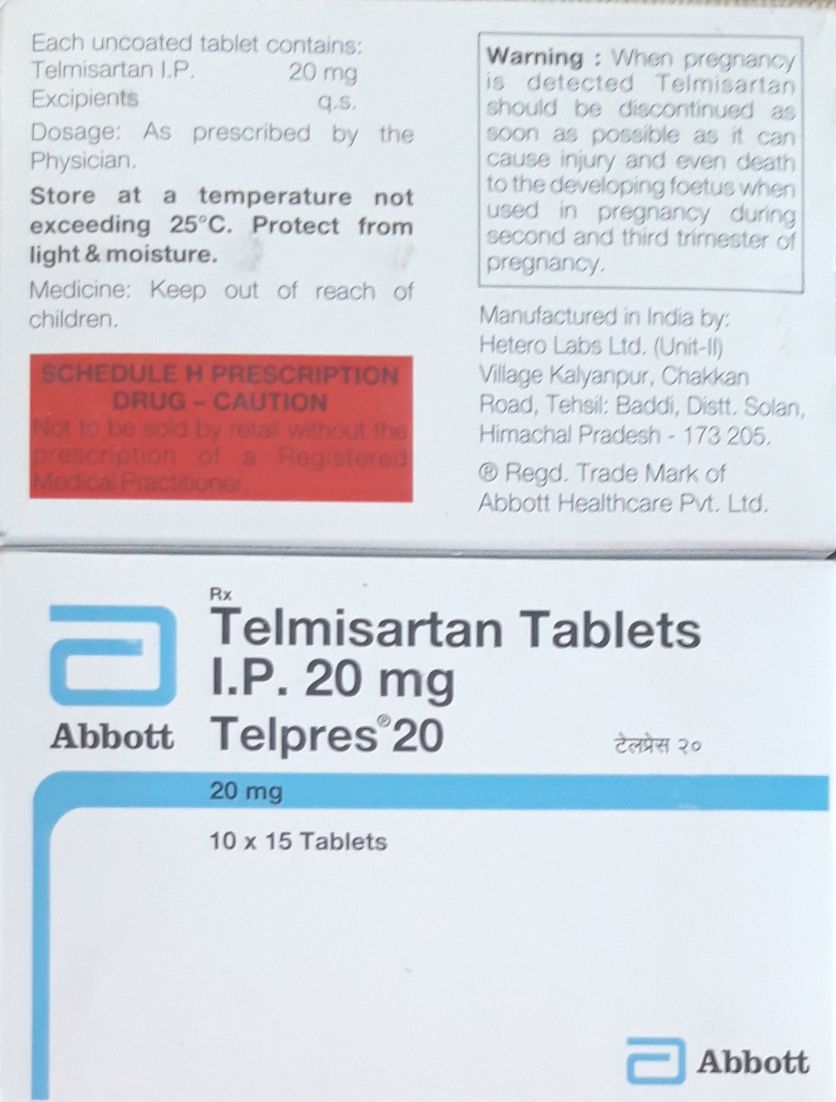 Each uncoated tablet contains:
Telmisartan I.P. 20 mg
Excipients q.s.
Dosage: As prescribed by the
Physician.
Store at a temperature not
exceeding 25°C. Protect from
light & moisture.
Medicine: Keep out of reach of
children.
SCHEDULE H PRESCRIPTION
DRUG – CAUTION
Not to be sold by retail without the
prescription of a Registered
Medical Practitioner.
Warning : When pregnancy
is detected Telmisartan
should be discontinued as
soon as possible as it can
cause injury and even death
to the developing foetus when
used in pregnancy during
second and third trimester of
pregnancy.
Manufactured in India by:
Hetero Labs Ltd. (Unit-II)
Village Kalyanpur, Chakkan
Road, Tehsil: Baddi, Distt. Solan,
Himachal Pradesh - 173 205.
® Regd. Trade Mark of
Abbott Healthcare Pvt. Ltd.
Rx
Telmisartan Tablets
I.P. 20 mg
Abbott
Telpres®20
टेलप्रेस २०
20 mg
10 x 15 Tablets
Abbott